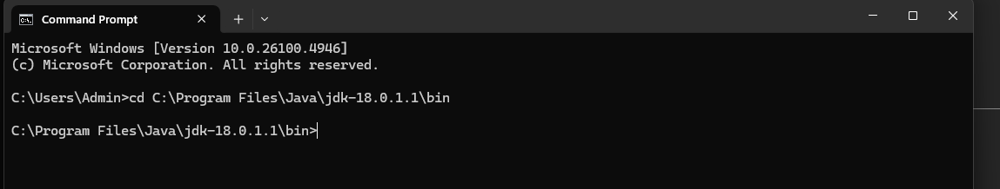 Command Prompt
Microsoft Windows [Version 10.0.26100.4946]
(c) Microsoft Corporation. All rights reserved.
C:\Users\Admin>cd C:\Program Files\Java\jdk-18.0.1.1\bin
C:\Program Files\Java\jdk-18.0.1.1\bin>